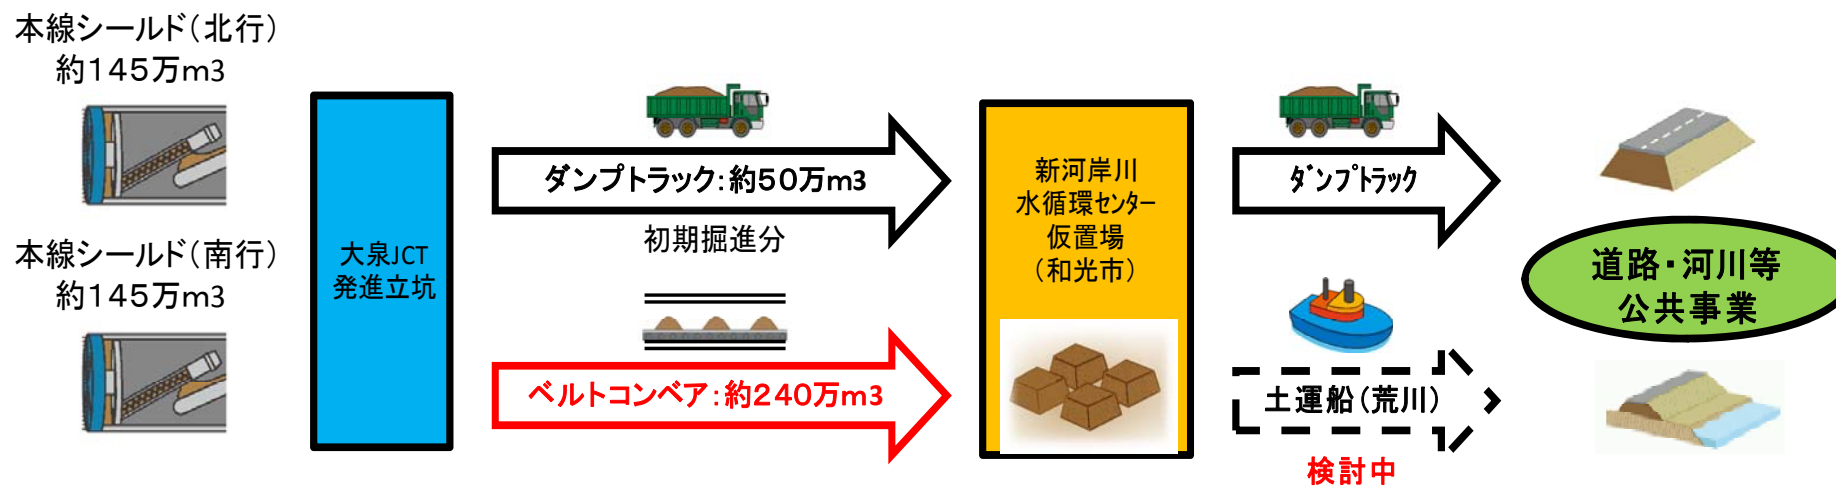 本線シールド(北行)
約145万m3
本線シールド(南行)
約145万m3
大泉JCT
発進立坑
ダンプトラック:約50万m3
初期掘進分
ベルトコンベア:約240万m3
新河岸川
水循環センター
仮置場
(和光市)
ダンプトラック
土運船(荒川)
検討中
道路・河川等
公共事業